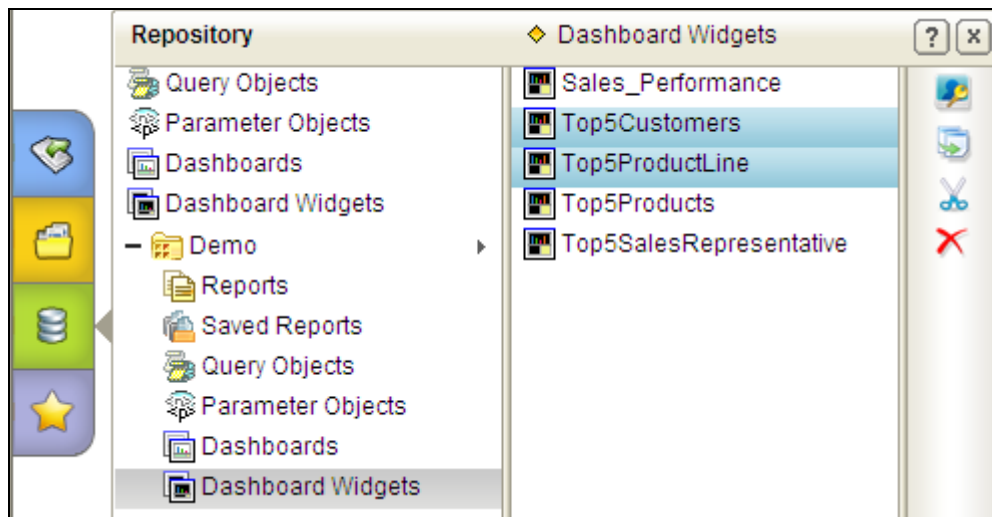 Repository
Query Objects
Parameter Objects
Dashboards
Dashboard Widgets
Demo
Reports
Saved Reports
Query Objects
Parameter Objects
Dashboards
Dashboard Widgets
Dashboard Widgets
? x
Sales_Performance
Top5Customers
Top5ProductLine
Top5Products
Top5SalesRepresentative